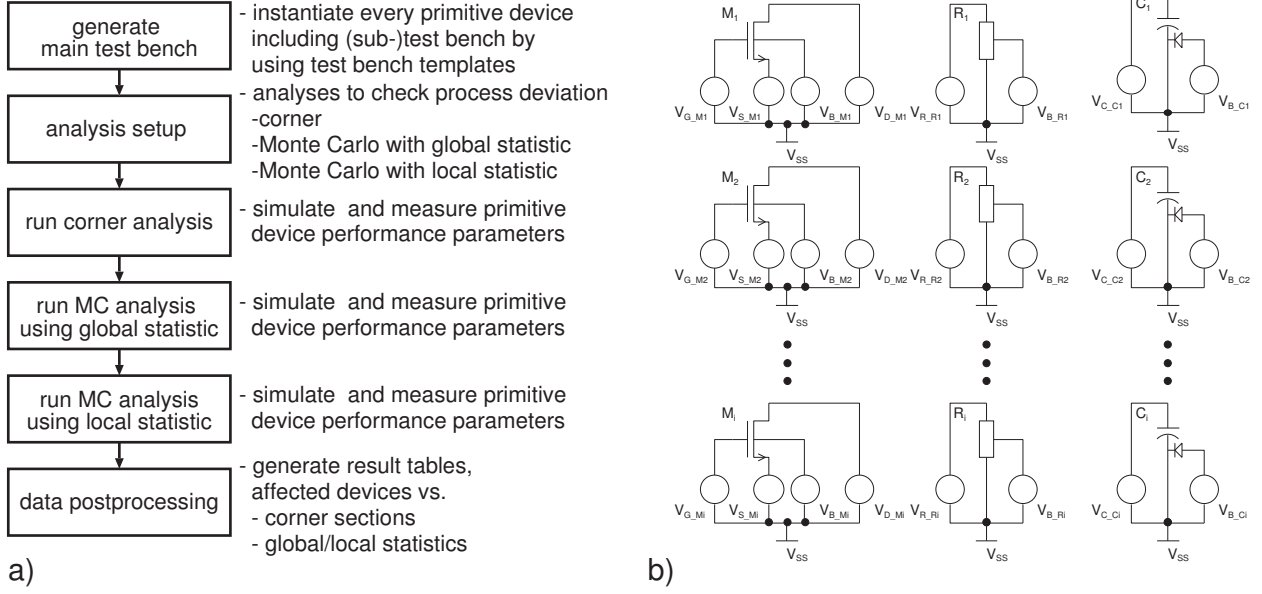 generate
main test bench
- instantiate every primitive device
including (sub-)test bench by
using test bench templates
analysis setup
- analyses to check process deviation
-corner
-Monte Carlo with global statistic
-Monte Carlo with local statistic
run corner analysis
- simulate and measure primitive
device performance parameters
run MC analysis
using global statistic
- simulate and measure primitive
device performance parameters
run MC analysis
using local statistic
- simulate and measure primitive
device performance parameters
data postprocessing
- generate result tables,
affected devices vs.
- corner sections
- global/local statistics
a)
M1 R1 C1
VG_M1 VS_M1 VB_M1 VD_M1 VR_R1 VB_R1 VC_C1 VB_C1
VSS VSS VSS
M2 R2 C2
VG_M2 VS_M2 VB_M2 VD_M2 VR_R2 VB_R2 VC_C2 VB_C2
VSS VSS VSS
Mi Ri Ci
VG_Mi VS_Mi VB_Mi VD_Mi VR_Ri VB_Ri VC_Ci VB_Ci
VSS VSS VSS
b)